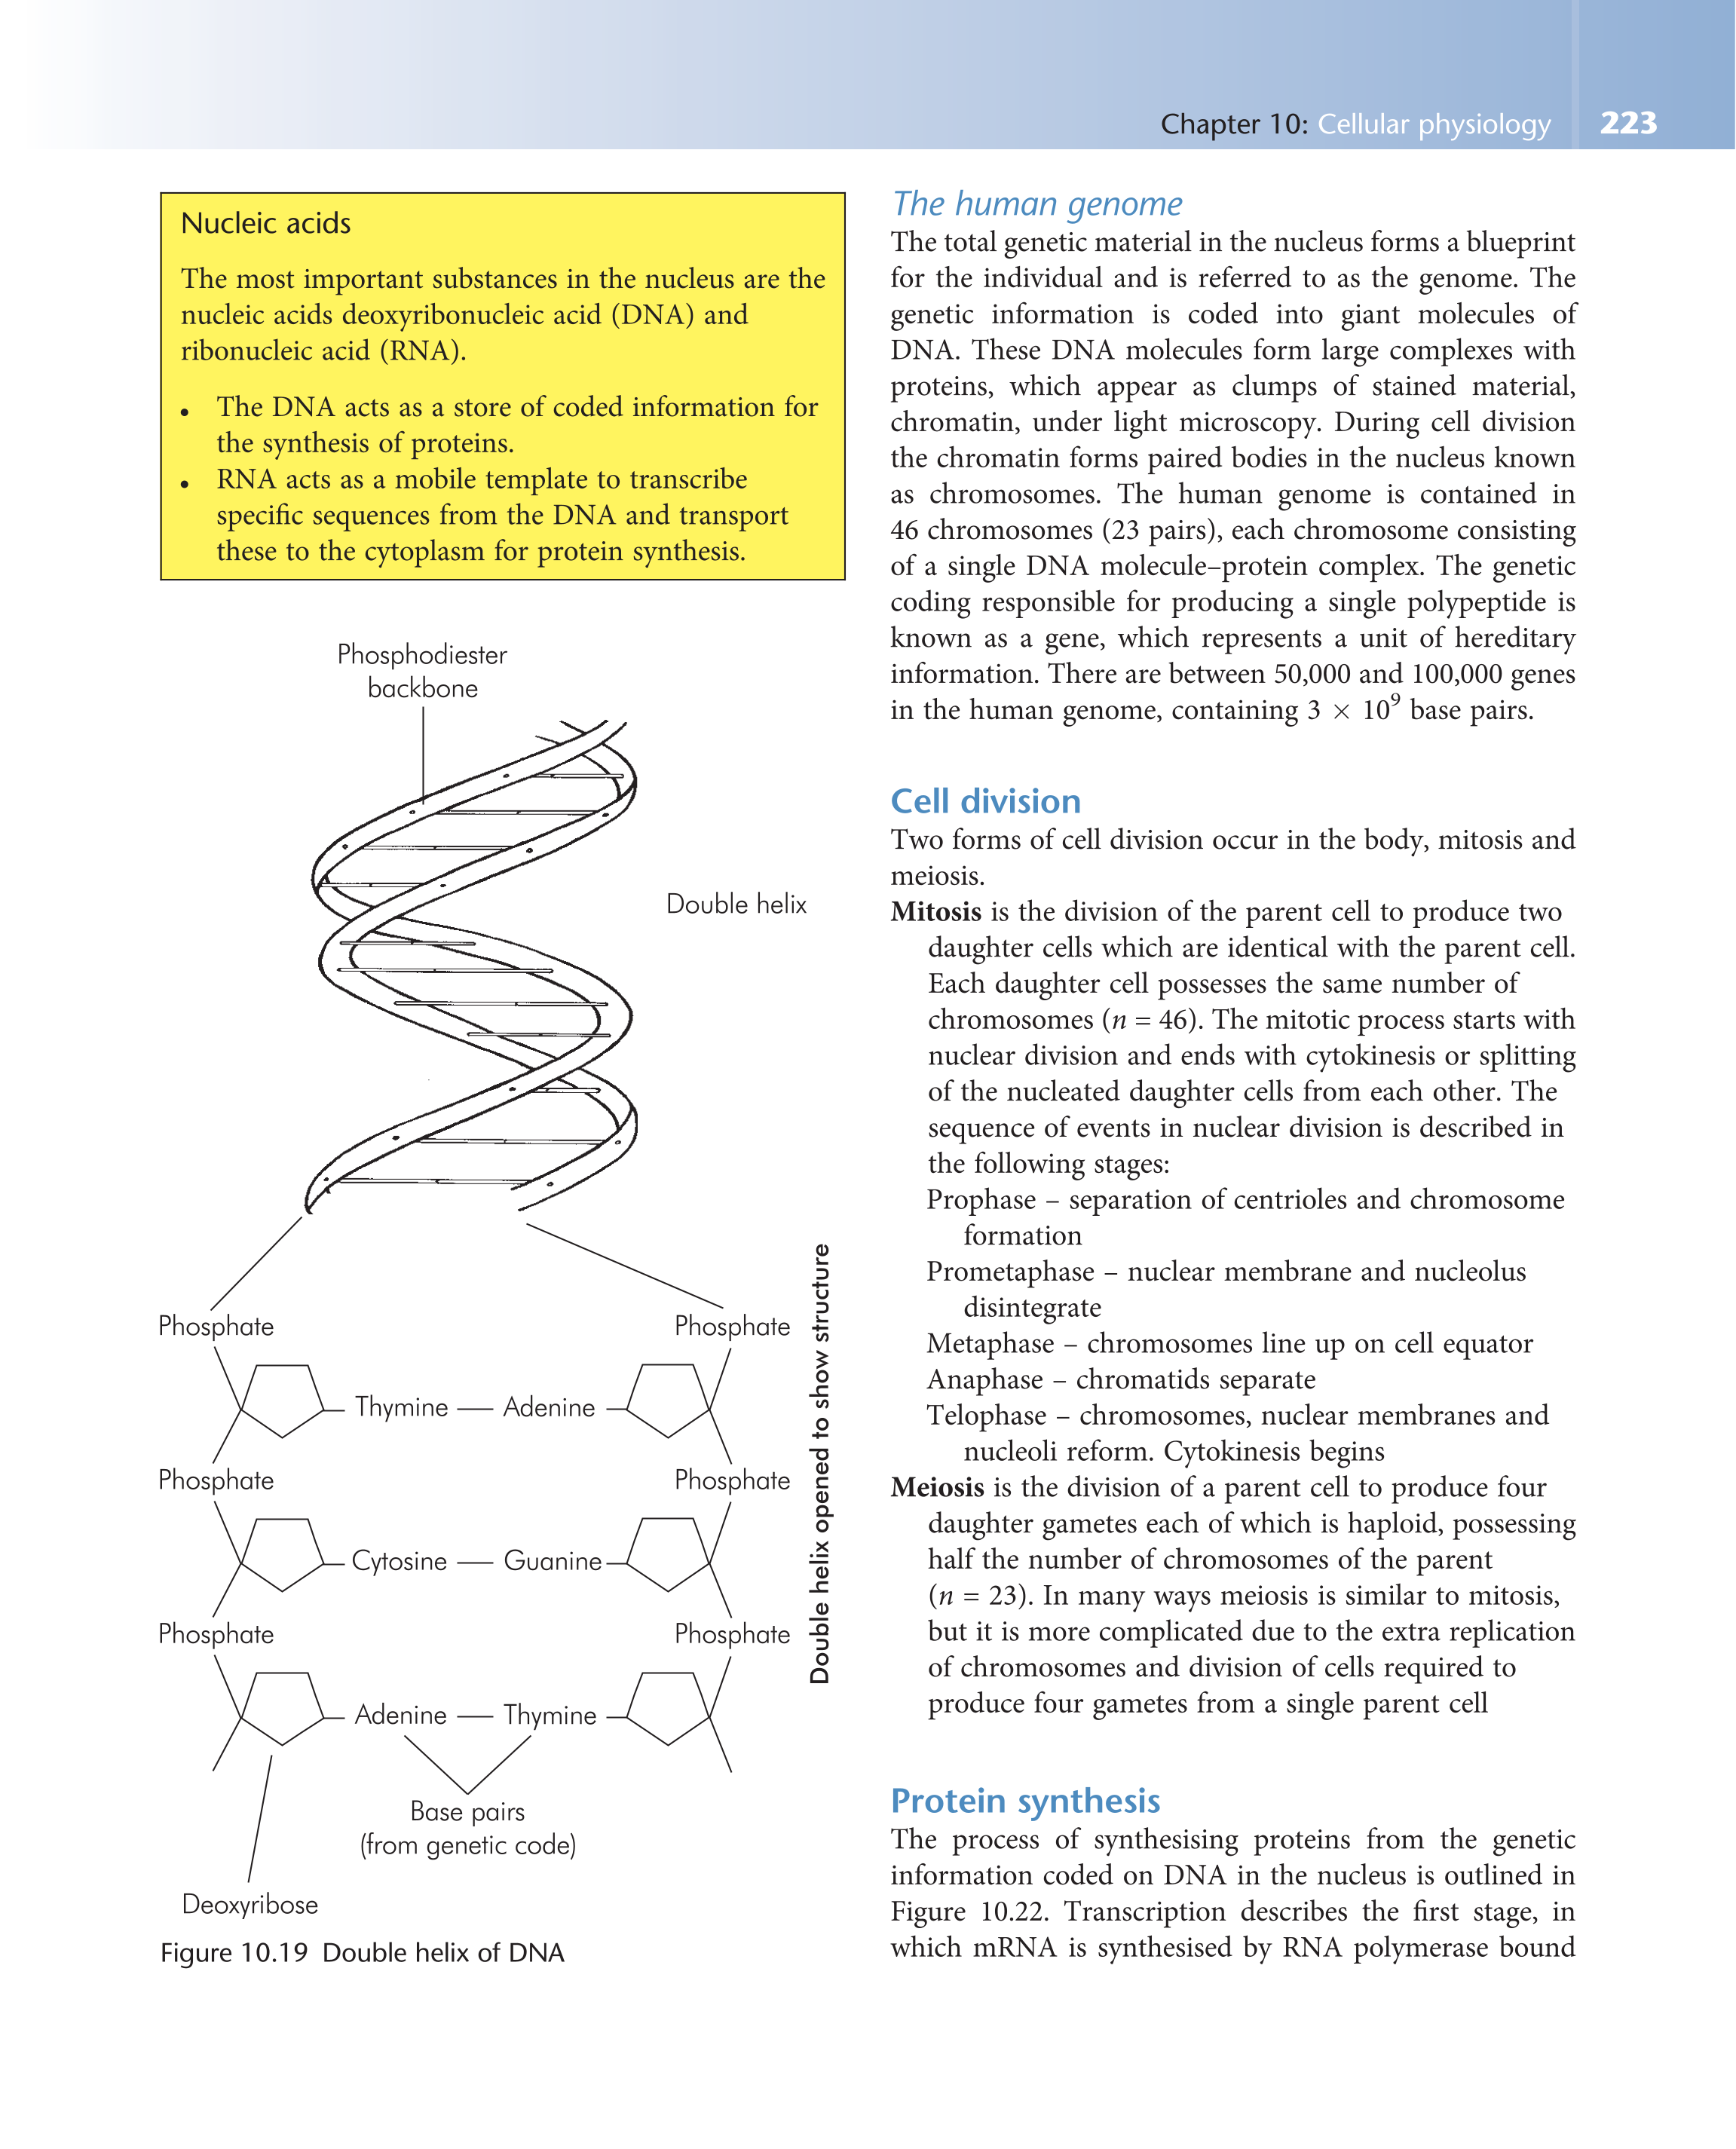 Chapter 10: Cellular physiology 223
Nucleic acids
The most important substances in the nucleus are the
nucleic acids deoxyribonucleic acid (DNA) and
ribonucleic acid (RNA).
• The DNA acts as a store of coded information for
the synthesis of proteins.
• RNA acts as a mobile template to transcribe
specific sequences from the DNA and transport
these to the cytoplasm for protein synthesis.
Phosphodiester
backbone
Double helix
Phosphate Phosphate
Thymine Adenine
Phosphate Phosphate
Cytosine Guanine
Phosphate Phosphate
Adenine Thymine
Base pairs
(from genetic code)
Deoxyribose
Double helix opened to show structure
Figure 10.19 Double helix of DNA
The human genome
The total genetic material in the nucleus forms a blueprint
for the individual and is referred to as the genome. The
genetic information is coded into giant molecules of
DNA. These DNA molecules form large complexes with
proteins, which appear as clumps of stained material,
chromatin, under light microscopy. During cell division
the chromatin forms paired bodies in the nucleus known
as chromosomes. The human genome is contained in
46 chromosomes (23 pairs), each chromosome consisting
of a single DNA molecule–protein complex. The genetic
coding responsible for producing a single polypeptide is
known as a gene, which represents a unit of hereditary
information. There are between 50,000 and 100,000 genes
in the human genome, containing 3 × 10⁹ base pairs.
Cell division
Two forms of cell division occur in the body, mitosis and
meiosis.
Mitosis is the division of the parent cell to produce two
daughter cells which are identical with the parent cell.
Each daughter cell possesses the same number of
chromosomes (n = 46). The mitotic process starts with
nuclear division and ends with cytokinesis or splitting
of the nucleated daughter cells from each other. The
sequence of events in nuclear division is described in
the following stages:
Prophase – separation of centrioles and chromosome
formation
Prometaphase – nuclear membrane and nucleolus
disintegrate
Metaphase – chromosomes line up on cell equator
Anaphase – chromatids separate
Telophase – chromosomes, nuclear membranes and
nucleoli reform. Cytokinesis begins
Meiosis is the division of a parent cell to produce four
daughter gametes each of which is haploid, possessing
half the number of chromosomes of the parent
(n = 23). In many ways meiosis is similar to mitosis,
but it is more complicated due to the extra replication
of chromosomes and division of cells required to
produce four gametes from a single parent cell
Protein synthesis
The process of synthesising proteins from the genetic
information coded on DNA in the nucleus is outlined in
Figure 10.22. Transcription describes the first stage, in
which mRNA is synthesised by RNA polymerase bound